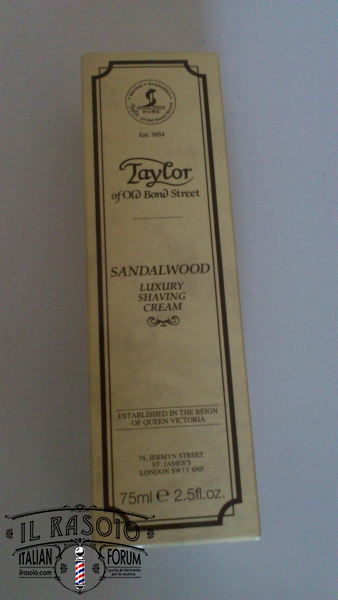 PURE
Est. 1854
Taylor
of Old Bond Street
SANDALWOOD
LUXURY
SHAVING
CREAM
ESTABLISHED IN THE REIGN
OF QUEEN VICTORIA
74, JERMYN STREET
ST. JAMES'S
LONDON SW1Y 6NP
75ml ℮ 2.5fl.oz.
IL RASOIO
ITALIAN FORUM
ilrasoio.com